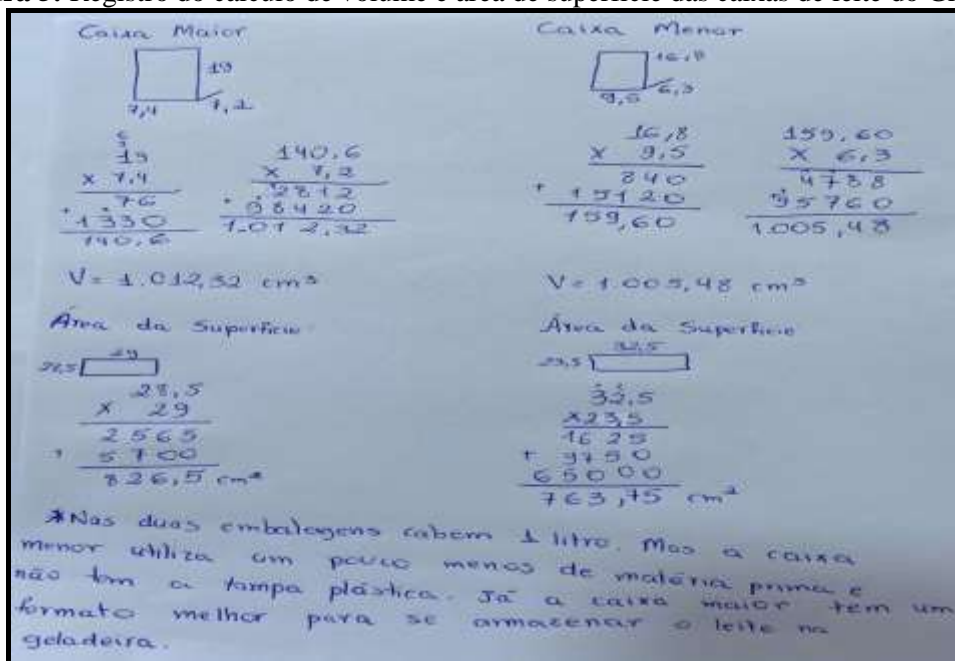 Caixa Maior
19
7,4
7,2
19
x 7,4
76
+ 1330
140,6
140,6
x 7,2
2812
+ 98420
1.012,32
V = 1.012,32 cm³
Área da Superfície
29
28,5
28,5
x 29
2565
+ 5700
826,5 cm²
Caixa Menor
16,8
9,5
6,3
16,8
x 9,5
840
+ 15120
159,60
159,60
x 6,3
4788
95760
1.005,48
V = 1005,48 cm³
Área da Superfície
32,5
23,5
32,5
x 23,5
1625
+ 9750
65000
763,75 cm²
*Nas duas embalagens cabem 1 litro. Mas a caixa
menor utiliza um pouco menos de matéria prima e
não tem a tampa plástica. Já a caixa maior tem um
formato melhor para se armazenar o leite na
geladeira.